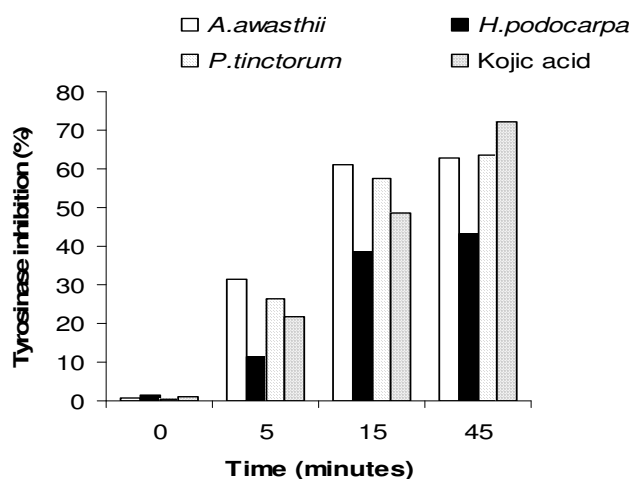 A.awasthii H.podocarpa
P.tinctorum Kojic acid
Tyrosinase inhibition (%)
80
70
60
50
40
30
20
10
0
0 5 15 45
Time (minutes)